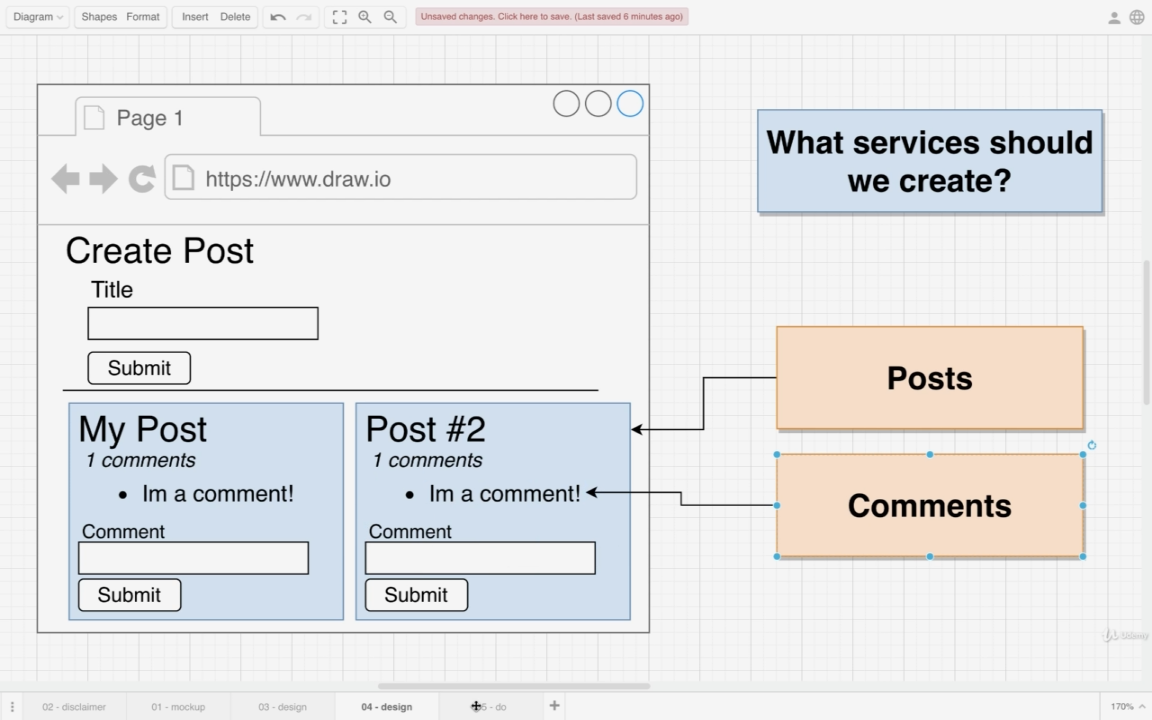 Diagram Shapes Format Insert Delete Unsaved changes. Click here to save. (Last saved 6 minutes ago)
Page 1
https://www.draw.io
What services should
we create?
Create Post
Title
Submit
My Post
1 comments
• Im a comment!
Comment
Submit
Post #2
1 comments
• Im a comment!
Comment
Submit
Posts
Comments
Udemy
02 - disclaimer 01 - mockup 03 - design 04 - design - do 170%